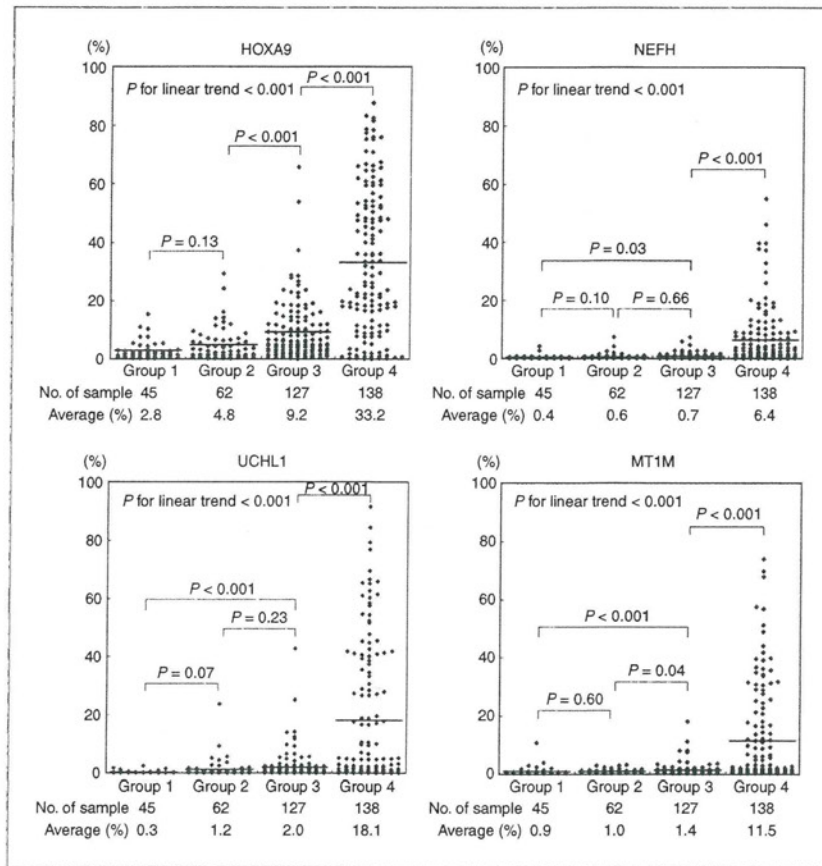 HOXA9
(%)
P for linear trend < 0.001
P < 0.001
P < 0.001
P = 0.13
100
80
60
40
20
0
Group 1 Group 2 Group 3 Group 4
No. of sample 45 62 127 138
Average (%) 2.8 4.8 9.2 33.2
NEFH
(%)
P for linear trend < 0.001
P < 0.001
P = 0.03
P = 0.10 P = 0.66
100
80
60
40
20
0
Group 1 Group 2 Group 3 Group 4
No. of sample 45 62 127 138
Average (%) 0.4 0.6 0.7 6.4
UCHL1
(%)
P for linear trend < 0.001
P < 0.001
P < 0.001
P = 0.23
P = 0.07
100
80
60
40
20
0
Group 1 Group 2 Group 3 Group 4
No. of sample 45 62 127 138
Average (%) 0.3 1.2 2.0 18.1
MT1M
(%)
P for linear trend < 0.001
P < 0.001
P < 0.001
P = 0.04
P = 0.60
100
80
60
40
20
0
Group 1 Group 2 Group 3 Group 4
No. of sample 45 62 127 138
Average (%) 0.9 1.0 1.4 11.5